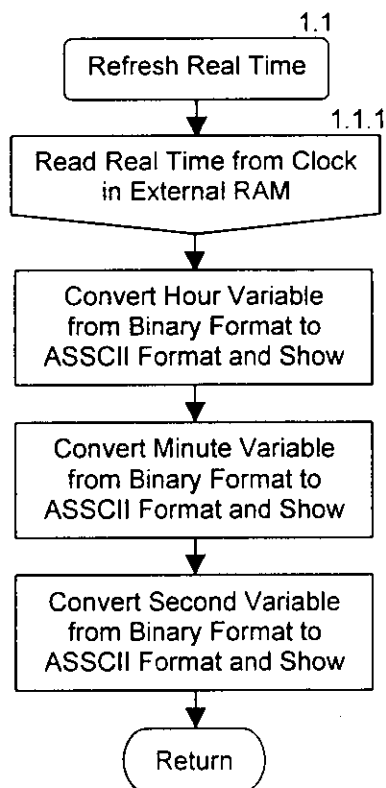 1.1
Refresh Real Time
1.1.1
Read Real Time from Clock
in External RAM
Convert Hour Variable
from Binary Format to
ASSCII Format and Show
Convert Minute Variable
from Binary Format to
ASSCII Format and Show
Convert Second Variable
from Binary Format to
ASSCII Format and Show
Return